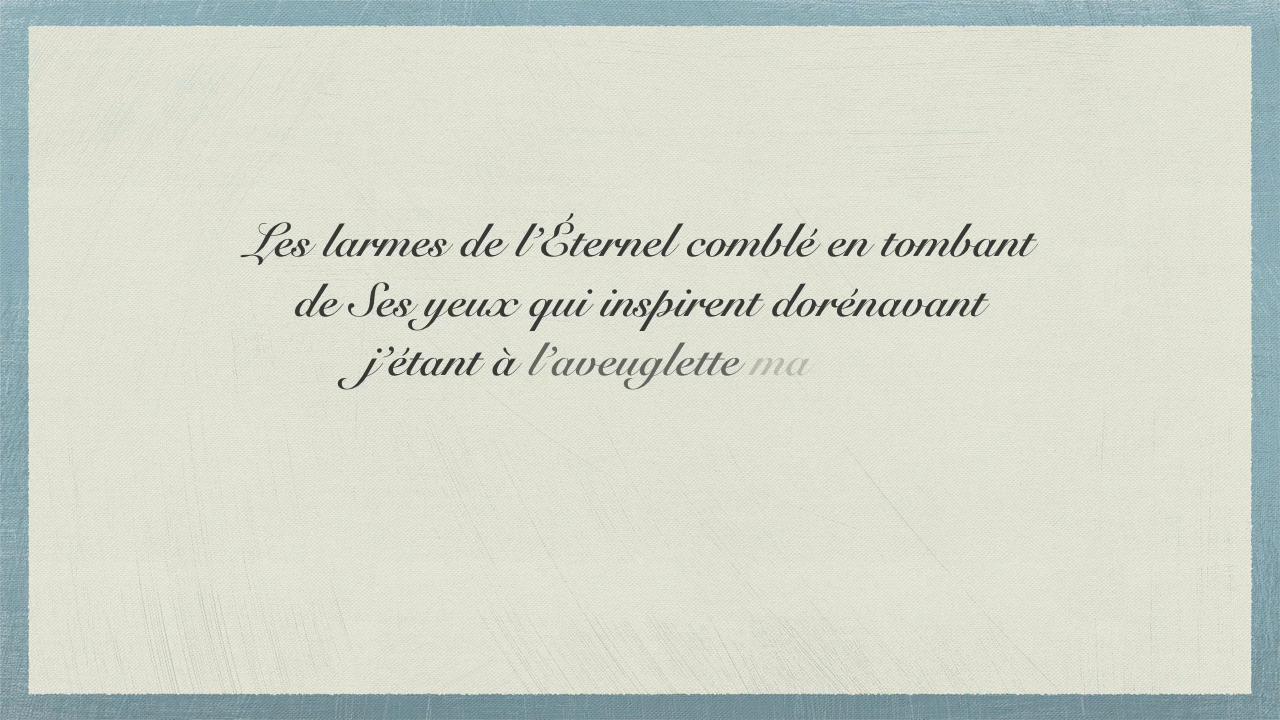 Les larmes de l’Éternel comblé en tombant
de Ses yeux qui inspirent dorénavant
j’étant à l’aveuglette ma